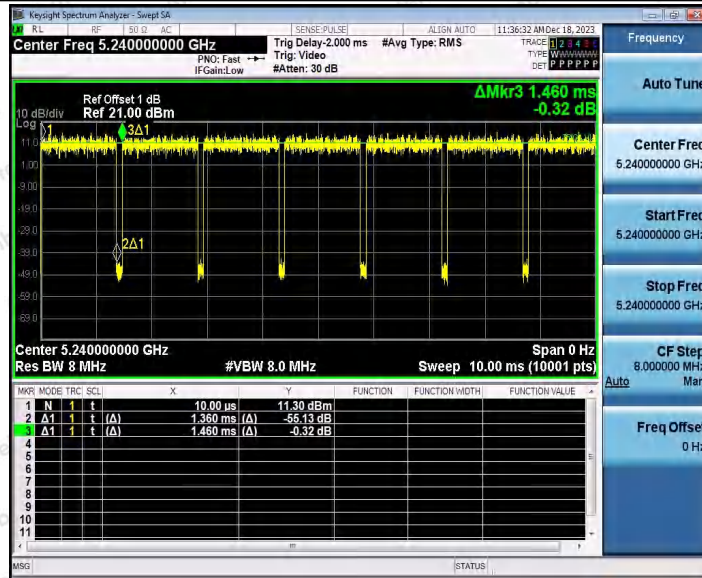 Keysight Spectrum Analyzer - Swept SA
RL RF 50 Ω AC SENSE:PULSE ALIGN AUTO 11:36:32 AM Dec 18, 2023
Center Freq 5.240000000 GHz
PNO: Fast
IFGain:Low
Trig Delay-2.000 ms
Trig: Video
#Atten: 30 dB
#Avg Type: RMS
TRACE 1 2 3 4 5 6
TYPE W
DET P P P P P P
Frequency
ΔMkr3 1.460 ms
-0.32 dB
Ref Offset 1 dB
10 dB/div Ref 21.00 dBm
Log
1
3Δ1
11.0
1.00
-9.00
-19.0
-29.0
-39.0
2Δ1
-49.0
-59.0
-69.0
Center 5.240000000 GHz Span 0 Hz
Res BW 8 MHz #VBW 8.0 MHz Sweep 10.00 ms (10001 pts)
MKR MODE TRC SCL X Y FUNCTION FUNCTION WIDTH FUNCTION VALUE
1 N 1 t 10.00 µs 11.30 dBm
2 Δ1 1 t (Δ) 1.360 ms (Δ) -55.13 dB
3 Δ1 1 t (Δ) 1.460 ms (Δ) -0.32 dB
4
5
6
7
8
9
10
11
MSG STATUS
Auto Tune
Center Freq
5.240000000 GHz
Start Freq
5.240000000 GHz
Stop Freq
5.240000000 GHz
CF Step
8.000000 MHz
Auto Man
Freq Offset
0 Hz